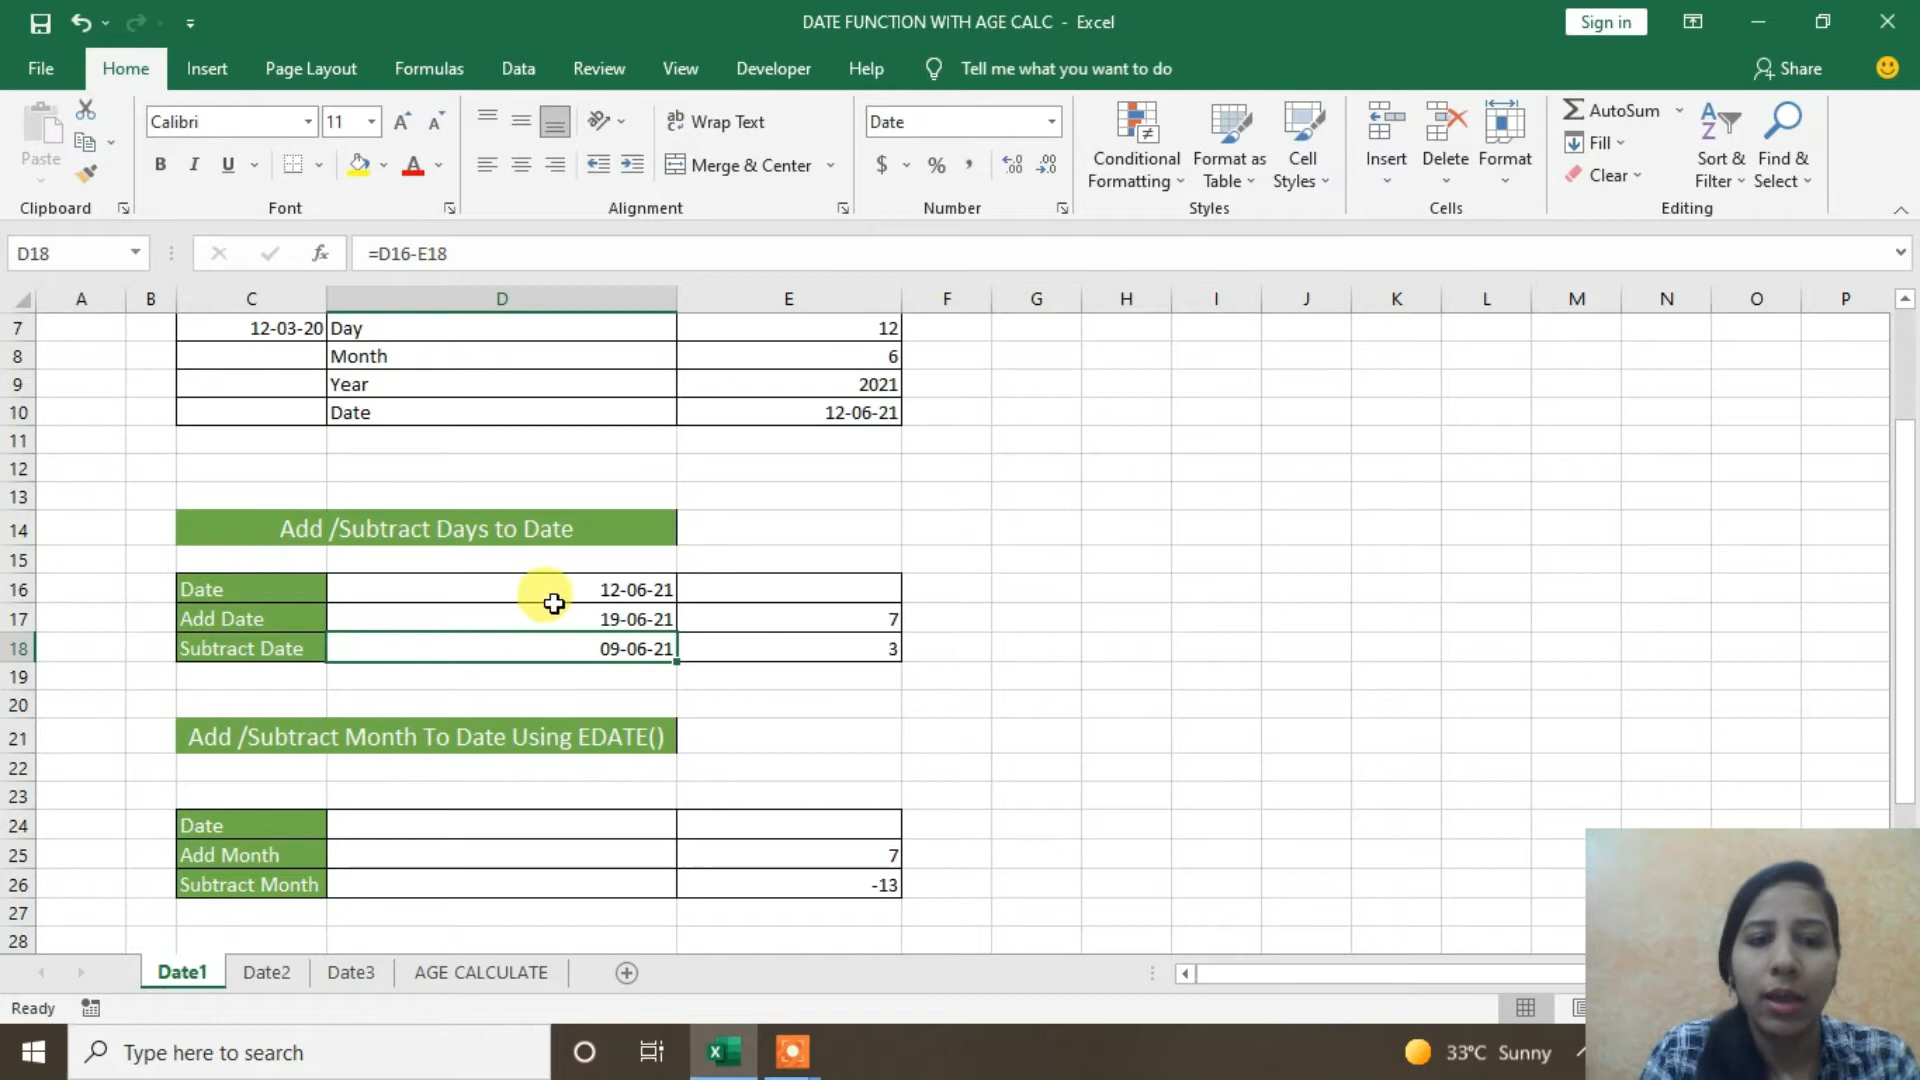 DATE FUNCTION WITH AGE CALC - Excel
Sign in
File Home Insert Page Layout Formulas Data Review View Developer Help Tell me what you want to do Share
Paste
Calibri 11
Wrap Text
Date
B I U
Merge & Center
$ % ,
Conditional Formatting
Format as Table
Cell Styles
Insert Delete Format
AutoSum
Fill
Clear
Sort & Filter
Find & Select
Clipboard Font Alignment Number Styles Cells Editing
D18 fx =D16-E18
A B C D E F G H I J K L M N O P
7 12-03-20 Day 12
8 Month 6
9 Year 2021
10 Date 12-06-21
11
12
13
14 Add /Subtract Days to Date
15
16 Date 12-06-21
17 Add Date 19-06-21 7
18 Subtract Date 09-06-21 3
19
20
21 Add /Subtract Month To Date Using EDATE()
22
23
24 Date
25 Add Month 7
26 Subtract Month -13
27
28
Date1 Date2 Date3 AGE CALCULATE
Ready
Type here to search
33°C Sunny